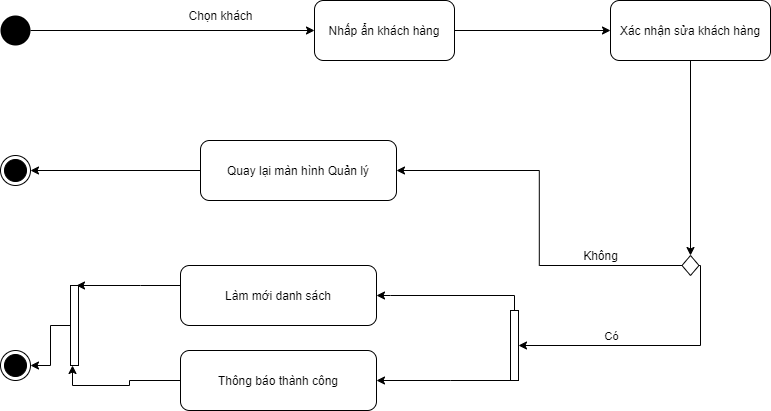 Chọn khách
Nhấp ẩn khách hàng
Xác nhận sửa khách hàng
Quay lại màn hình Quản lý
Không
Làm mới danh sách
Có
Thông báo thành công